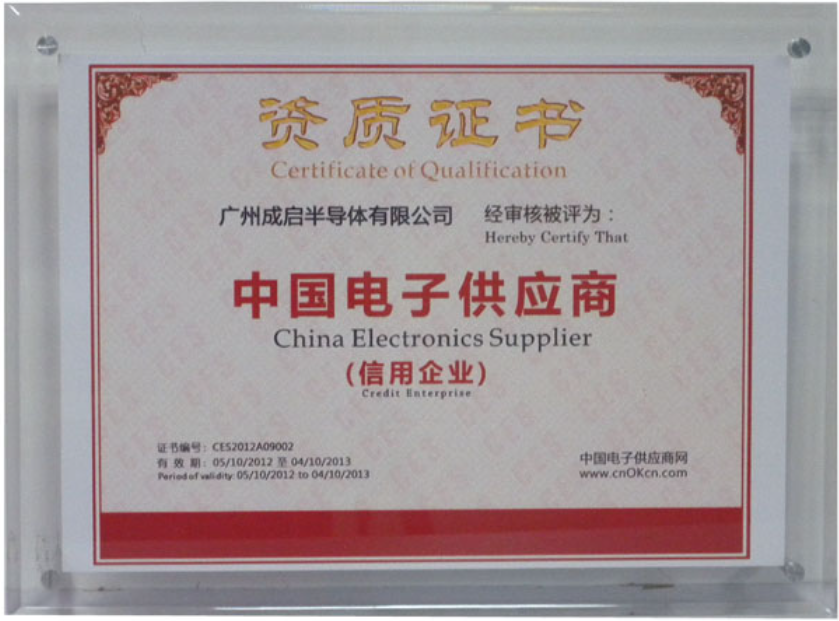 资质证书
Certificate of Qualification
广州成启半导体有限公司 经审核被评为：
Hereby Certify That
中国电子供应商
China Electronics Supplier
(信用企业)
Credit Enterprise
证书编号：CES2012A09002
有 效 期：05/10/2012 至 04/10/2013
Period of validity: 05/10/2012 to 04/10/2013
中国电子供应商网
www.cnOKcn.com